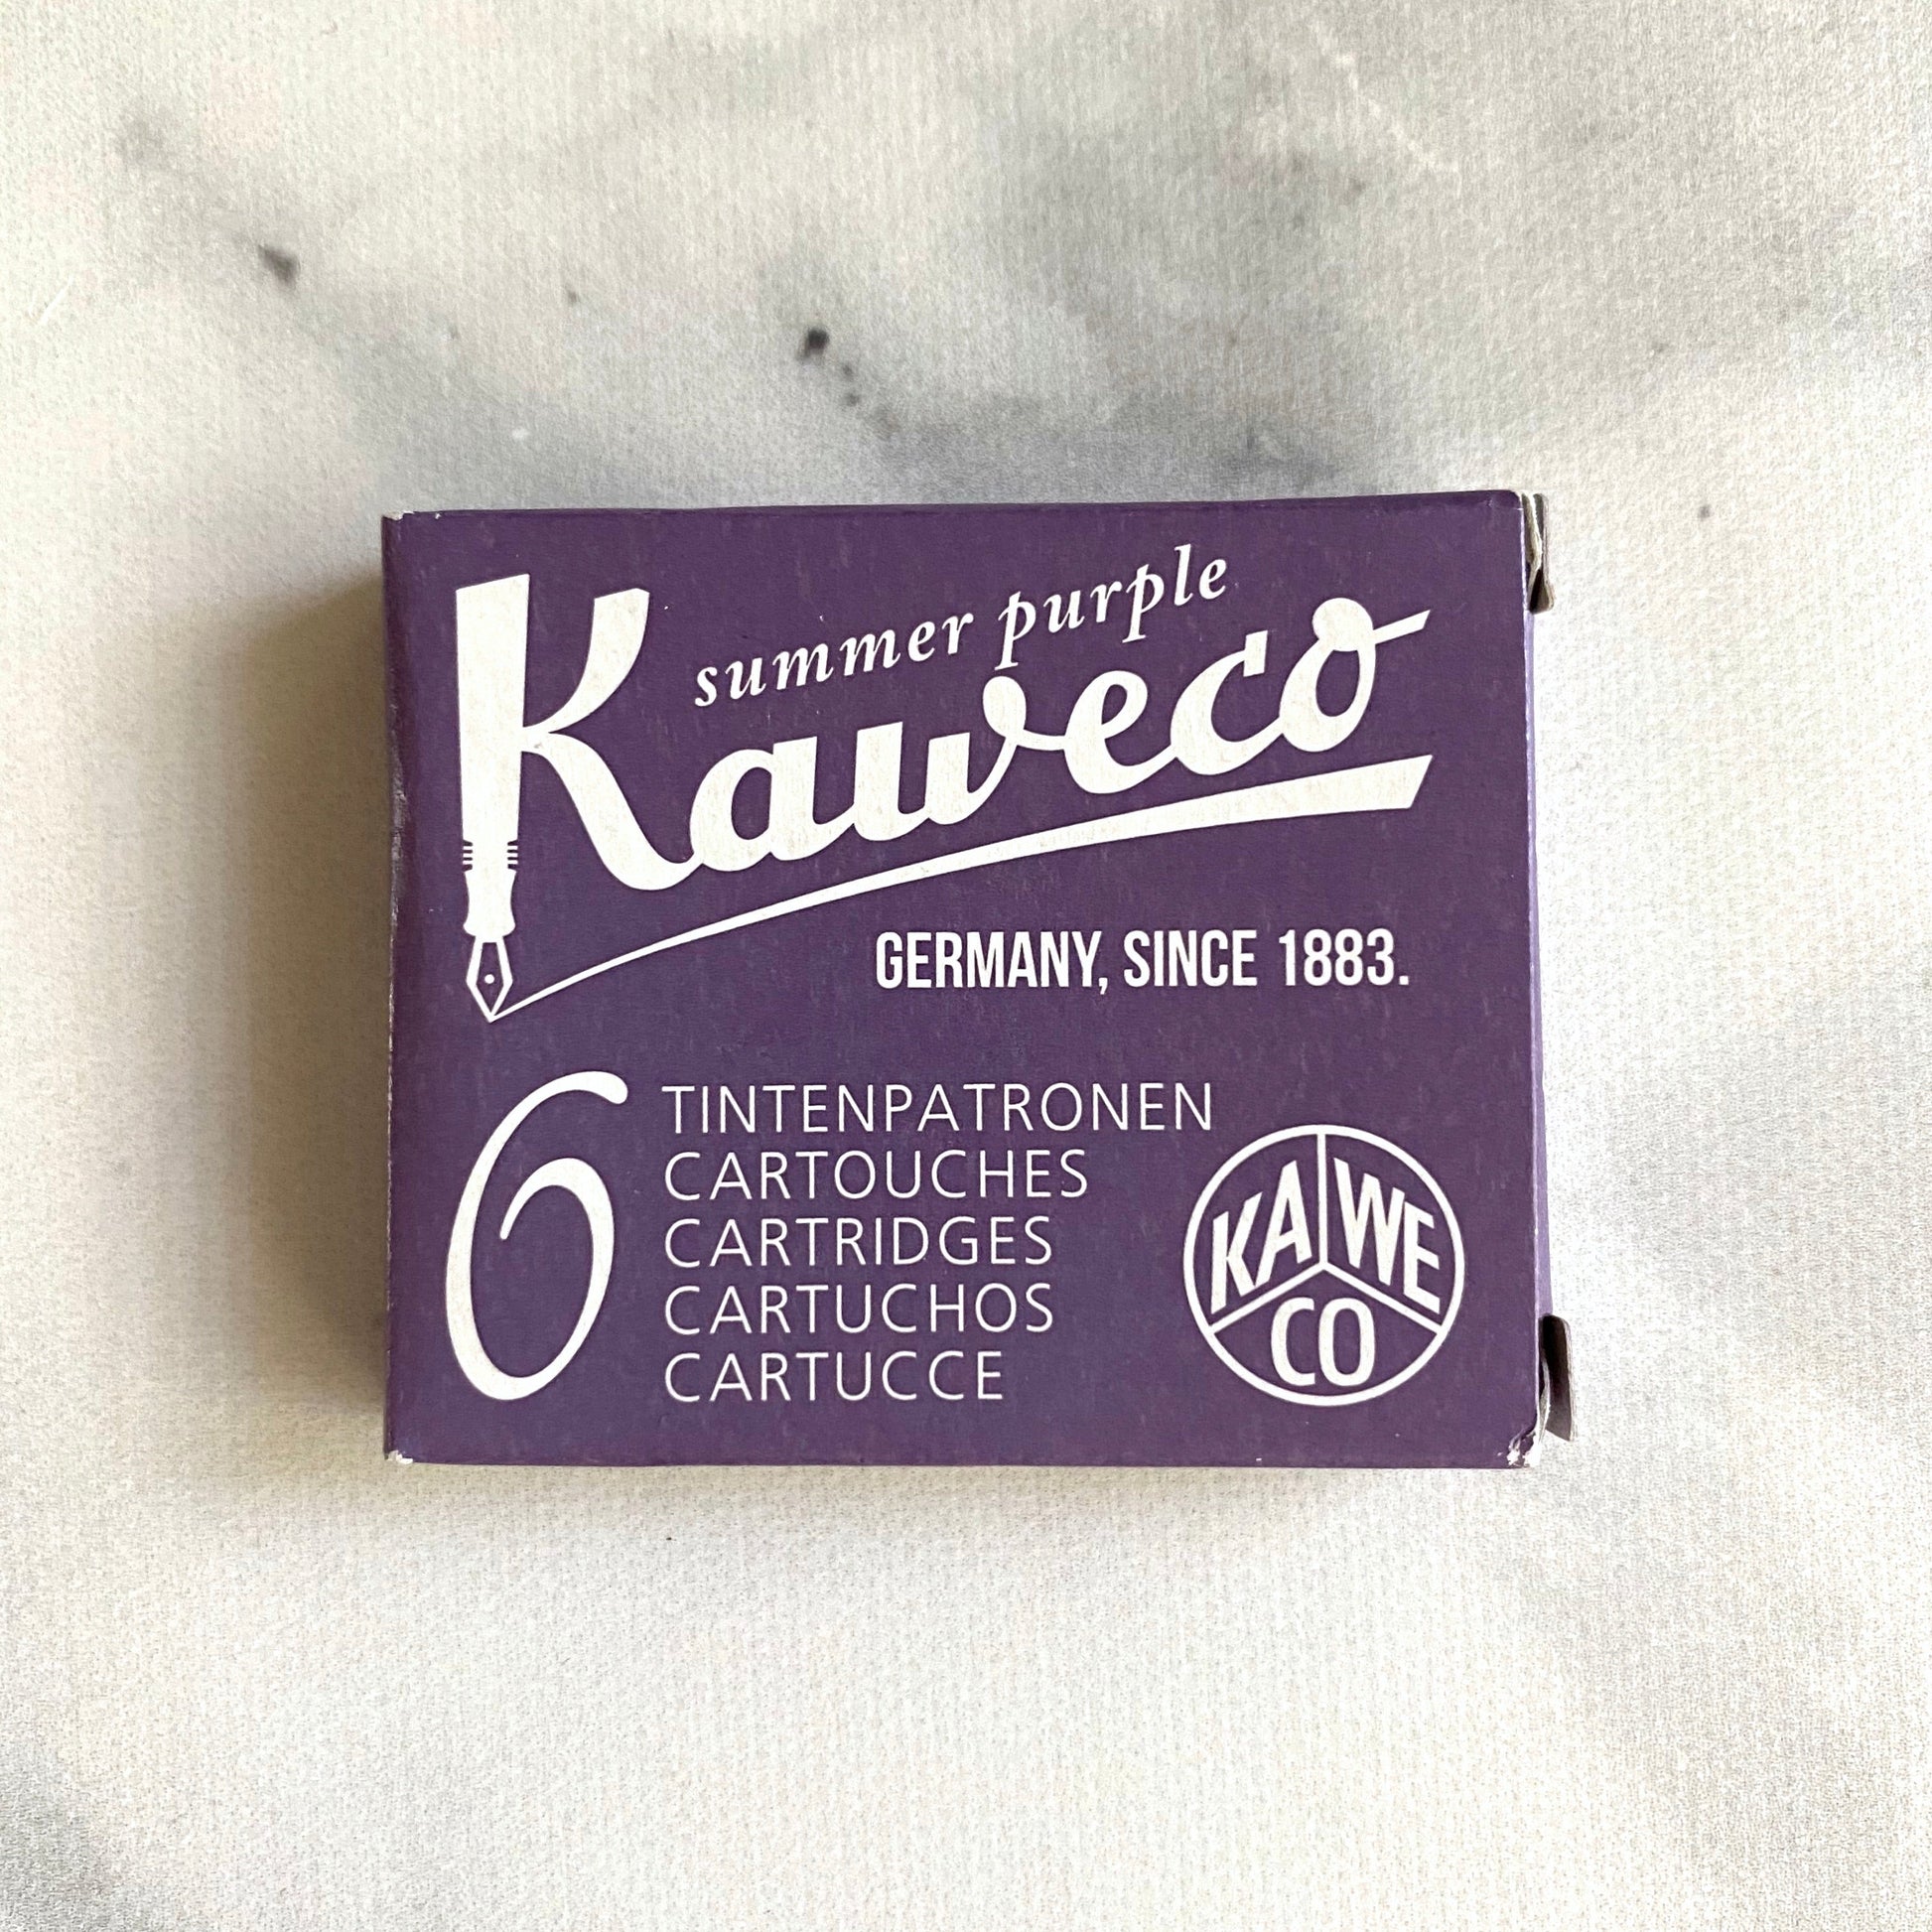 summer purple
Kaweco
GERMANY, SINCE 1883.
6
TINTENPATRONEN
CARTOUCHES
CARTRIDGES
CARTUCHOS
CARTUCCE
KA WE
CO